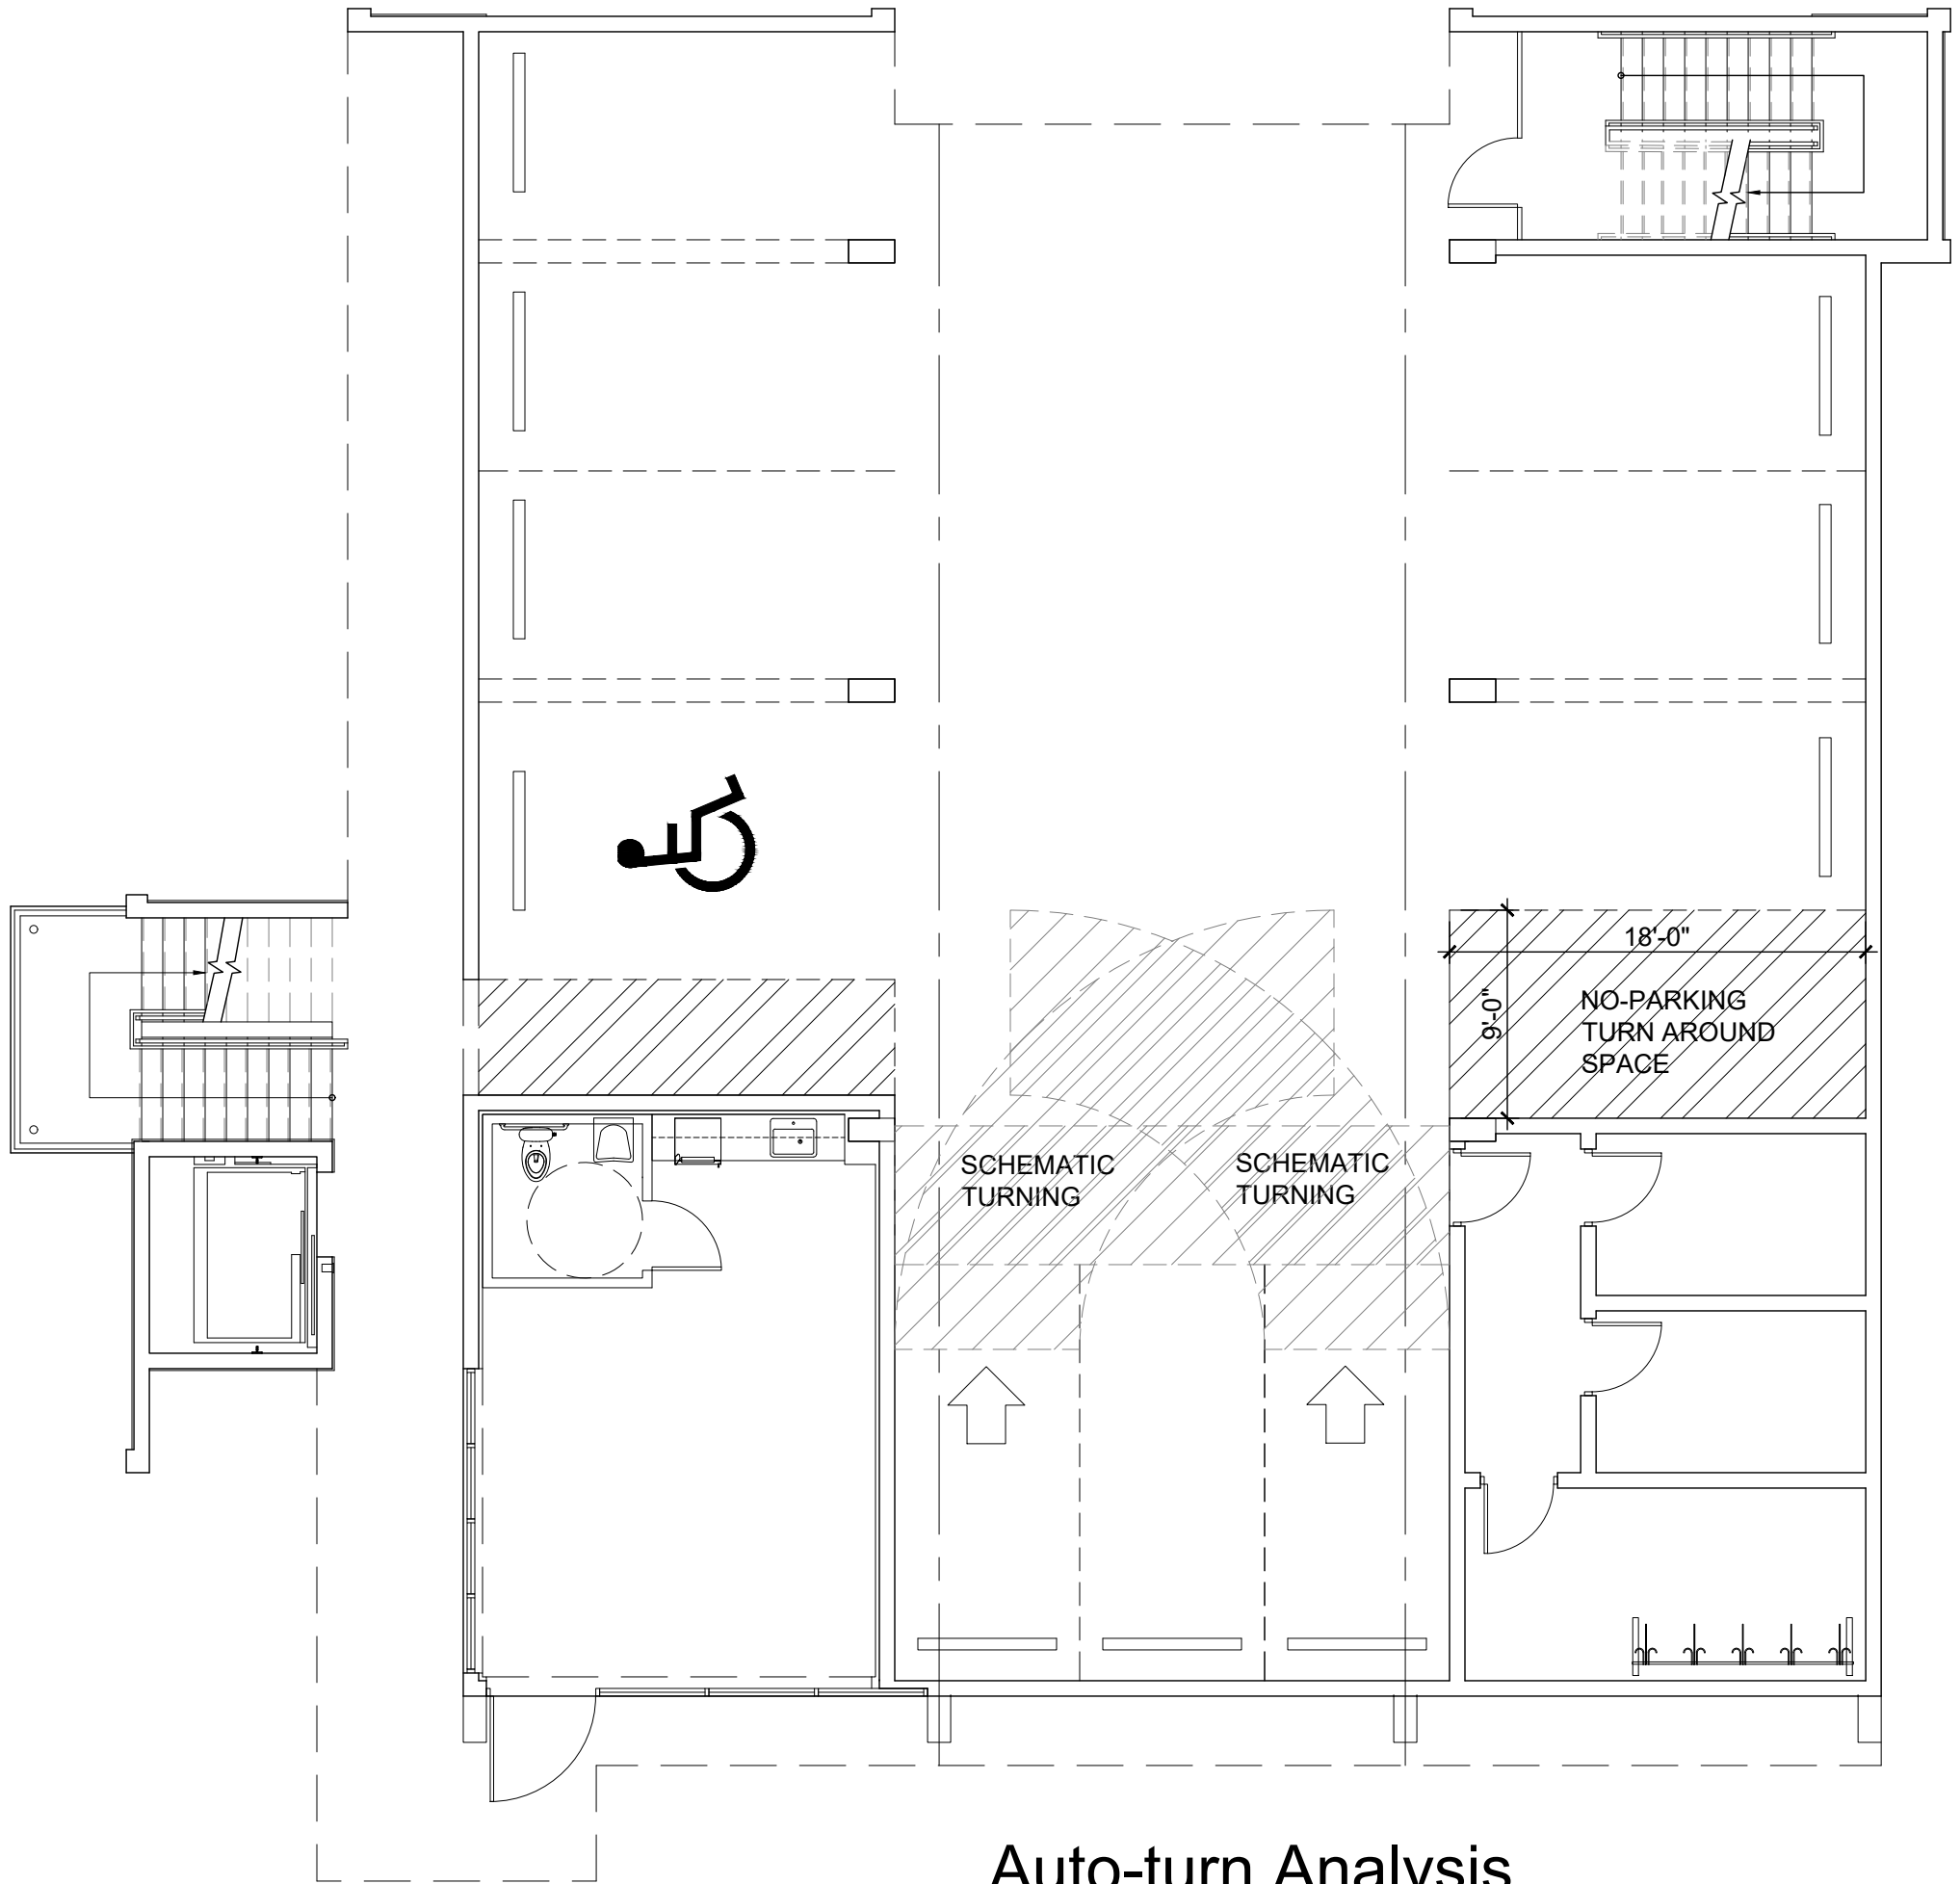 18'-0"
9'-0"
NO-PARKING
TURN AROUND
SPACE
SCHEMATIC
TURNING
SCHEMATIC
TURNING
Auto-turn Analysis